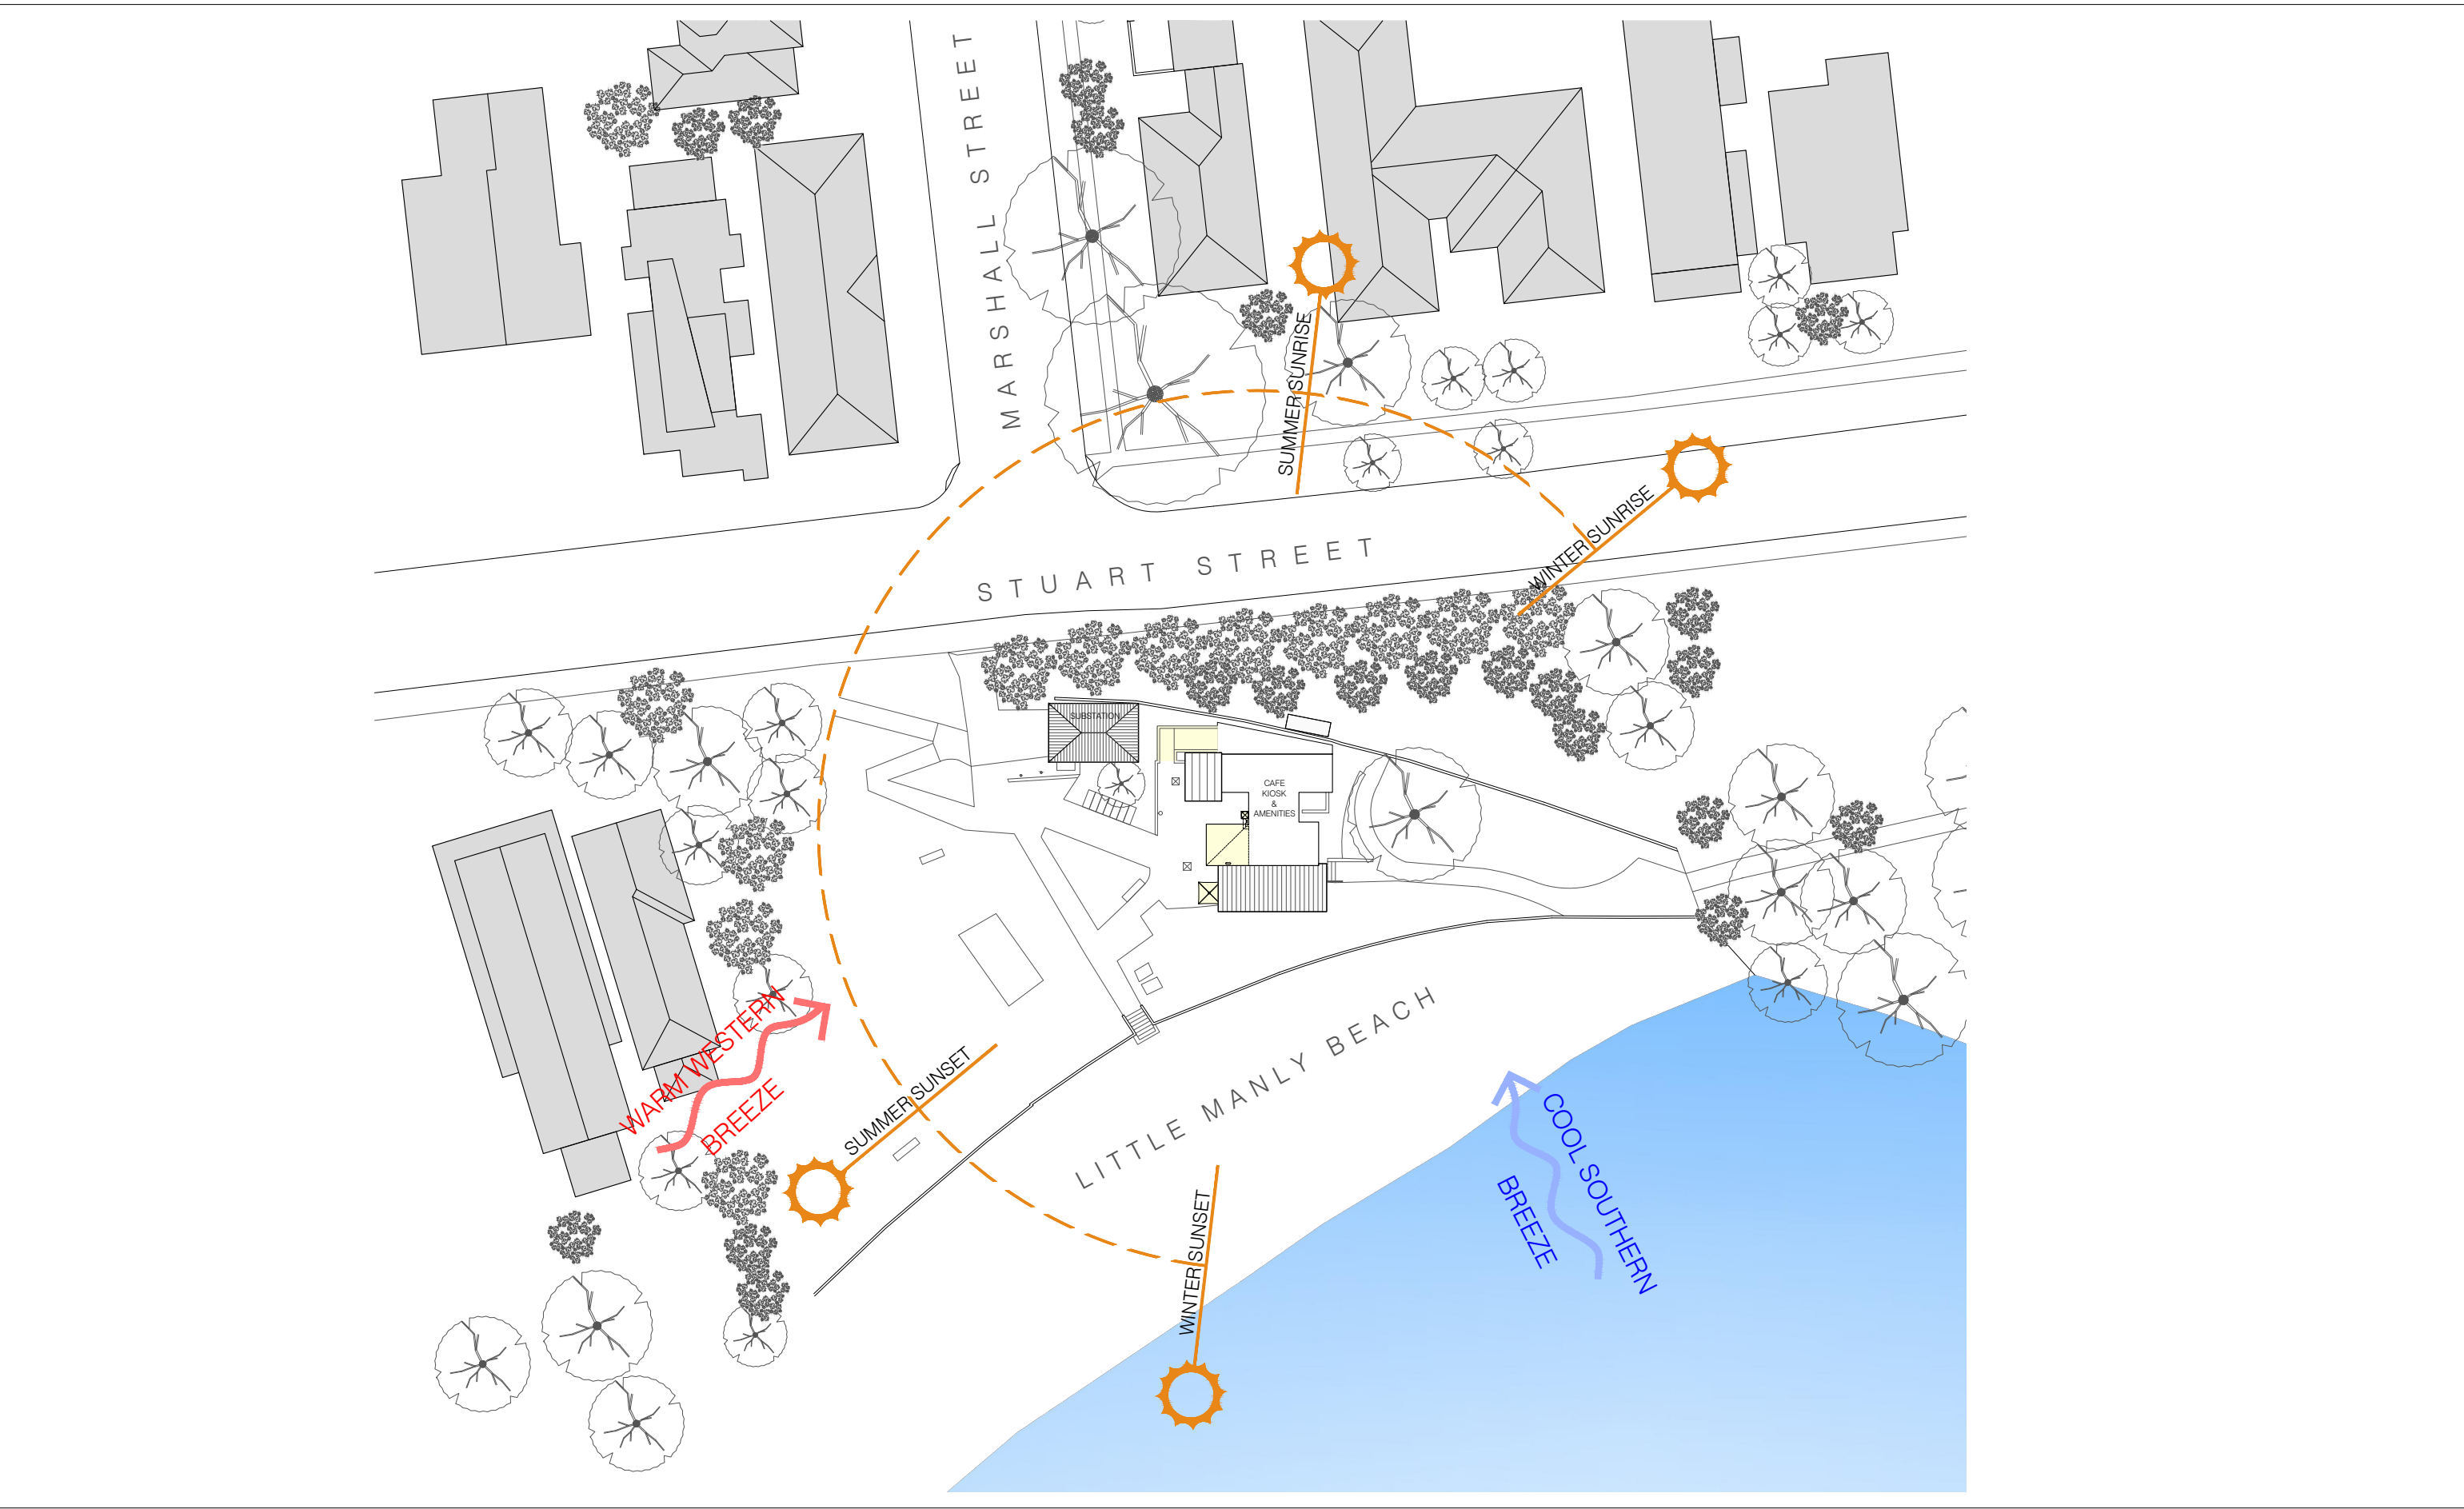 MARSHALL STREET
SUMMER SUNRISE
WINTER SUNRISE
STUART STREET
SUBSTATION
CAFE
KIOSK
&
AMENITIES
WARM WESTERN
BREEZE
SUMMER SUNSET
LITTLE MANLY BEACH
WINTER SUNSET
COOL SOUTHERN
BREEZE